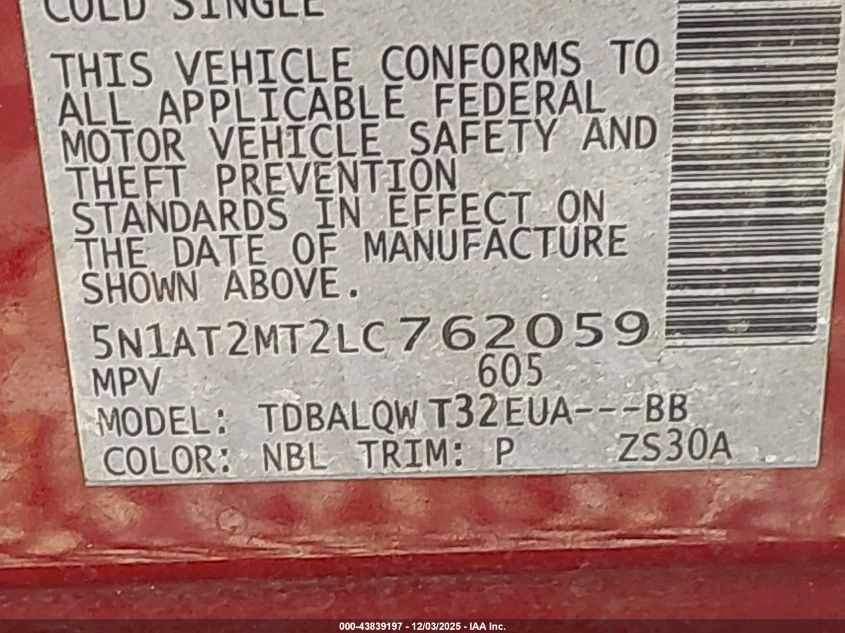 COLD SINGLE
THIS VEHICLE CONFORMS TO
ALL APPLICABLE FEDERAL
MOTOR VEHICLE SAFETY AND
THEFT PREVENTION
STANDARDS IN EFFECT ON
THE DATE OF MANUFACTURE
SHOWN ABOVE.
5N1AT2MT2LC762059
MPV 605
MODEL: TDBALQW T32EUA---BB
COLOR: NBL TRIM: P ZS30A
000-43839197 - 12/03/2025 - IAA Inc.